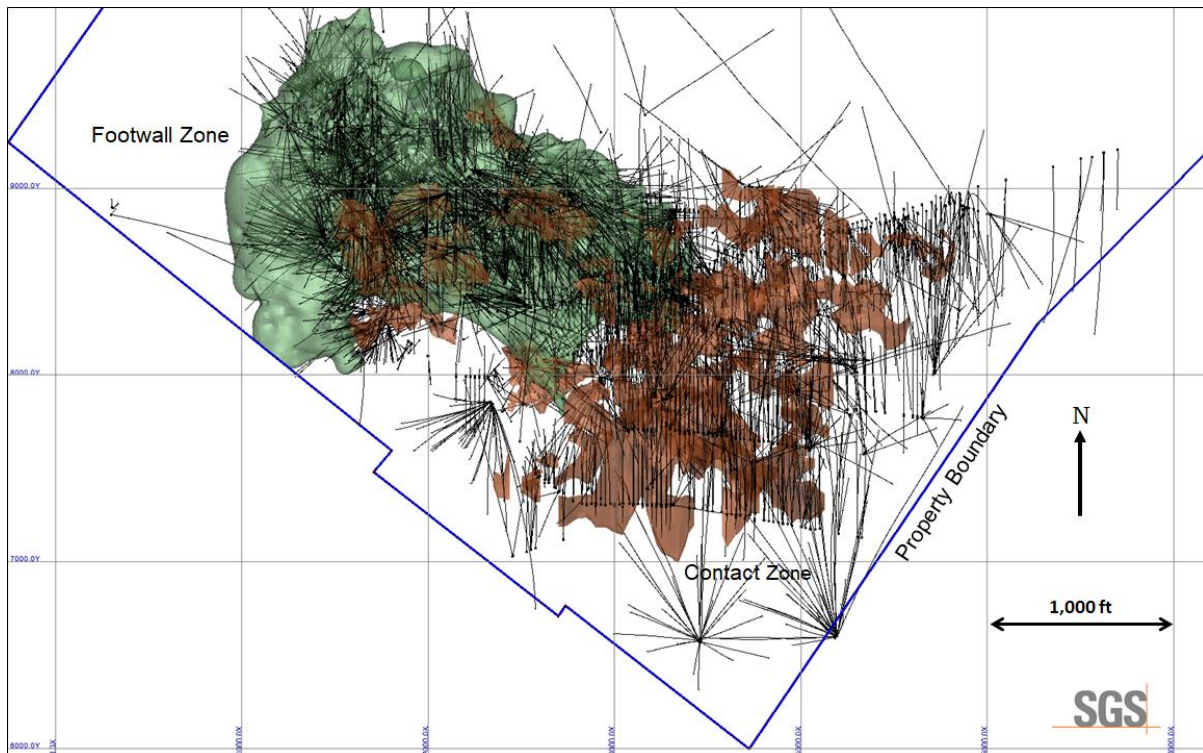 Footwall Zone
9000.0Y
8000.0Y
N
Property Boundary
7000.0Y
Contact Zone
1,000 ft
SGS
6000.0Y